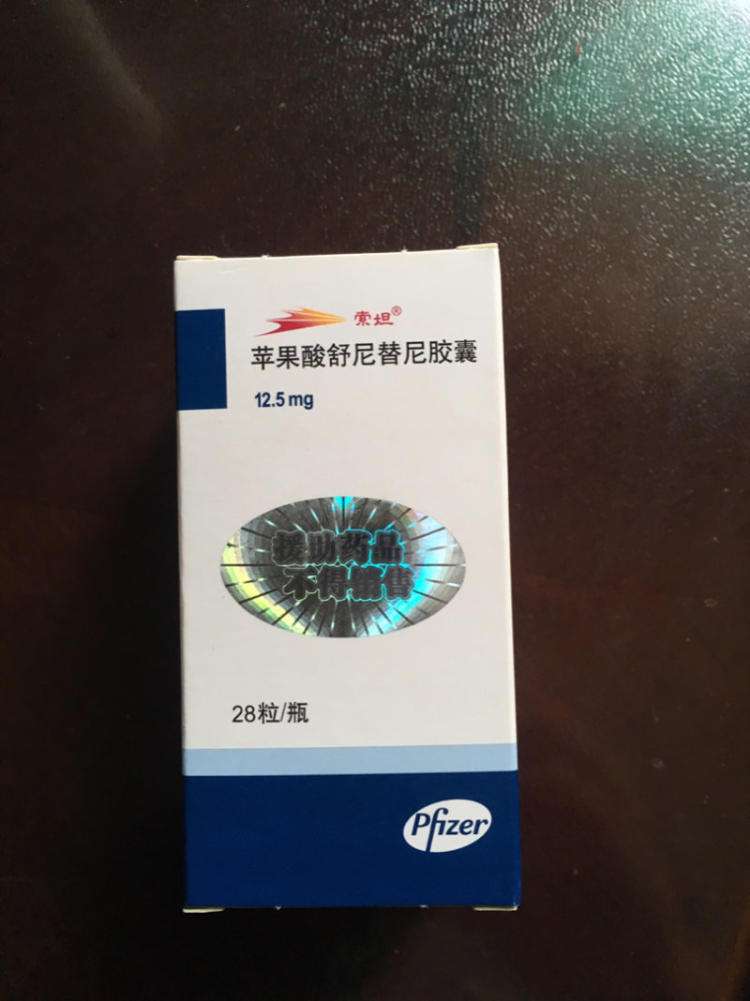 索坦®
苹果酸舒尼替尼胶囊
12.5 mg
援助药品
不得销售
28粒/瓶
Pfizer